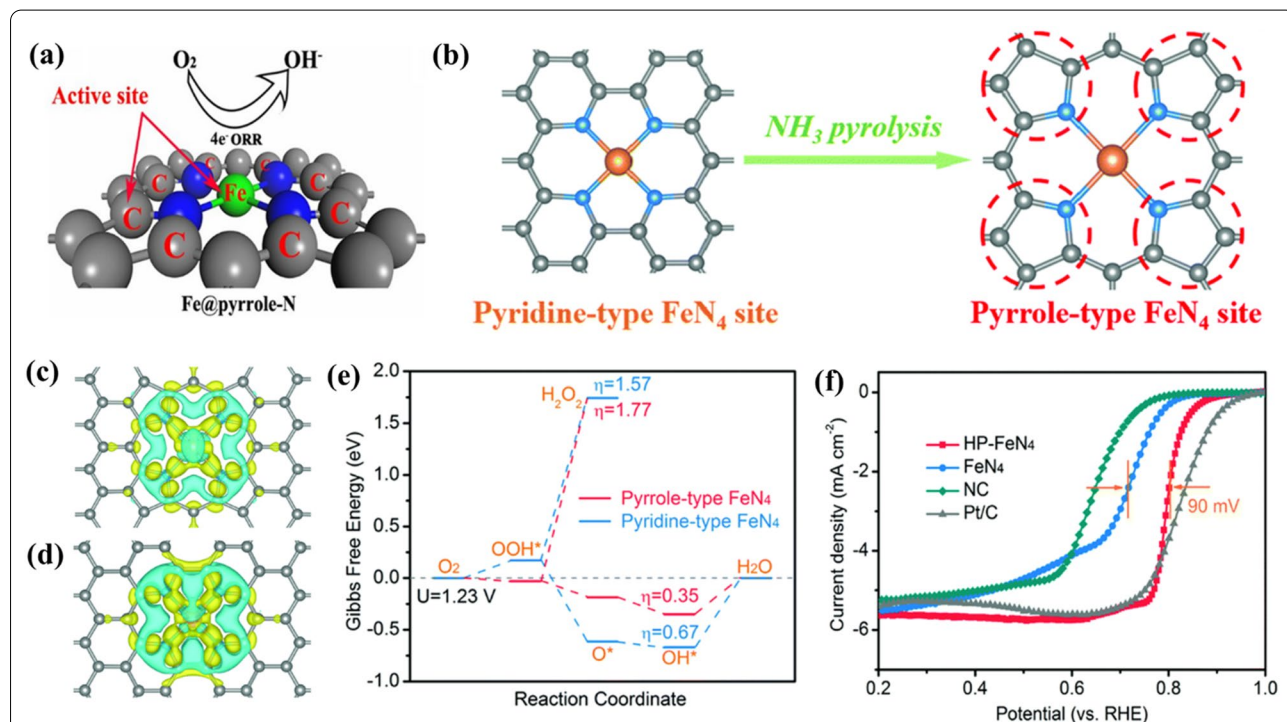 (a)
O₂
OH⁻
Active site
4e⁻ ORR
C
C
C
C
Fe
C
C
C
C
Fe@pyrrole-N
(b)
NH₃ pyrolysis
Pyridine-type FeN₄ site
Pyrrole-type FeN₄ site
(c)
(d)
(e)
Gibbs Free Energy (eV)
2.0
1.5
1.0
0.5
0.0
-0.5
-1.0
H₂O₂
η=1.57
η=1.77
Pyrrole-type FeN₄
Pyridine-type FeN₄
O₂
OOH*
H₂O
U=1.23 V
η=0.35
η=0.67
O*
OH*
Reaction Coordinate
(f)
Current density (mA cm⁻²)
0
-2
-4
-6
HP-FeN₄
FeN₄
NC
Pt/C
90 mV
0.2
0.4
0.6
0.8
1.0
Potential (vs. RHE)